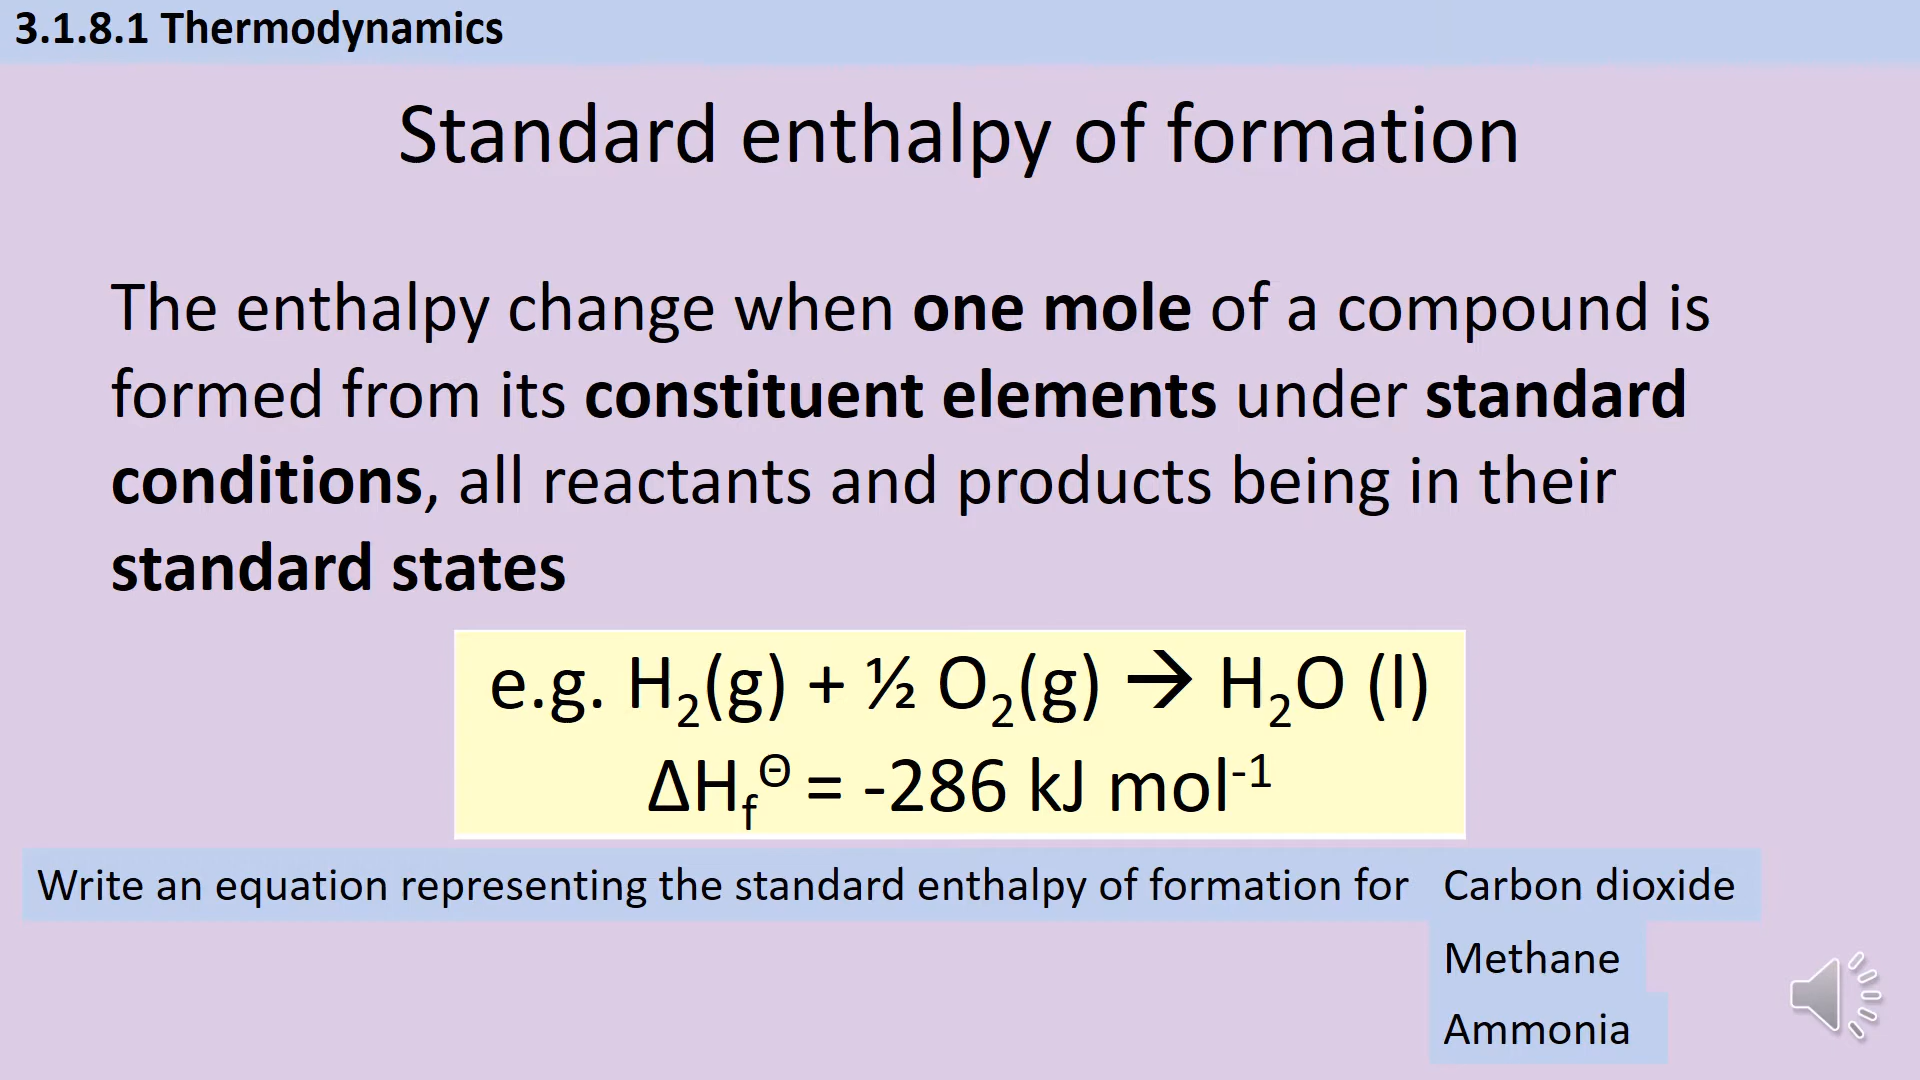 3.1.8.1 Thermodynamics
Standard enthalpy of formation
The enthalpy change when one mole of a compound is
formed from its constituent elements under standard
conditions, all reactants and products being in their
standard states
e.g. H₂(g) + ½ O₂(g) → H₂O (l)
ΔH_f^Θ = -286 kJ mol⁻¹
Write an equation representing the standard enthalpy of formation for Carbon dioxide
Methane
Ammonia